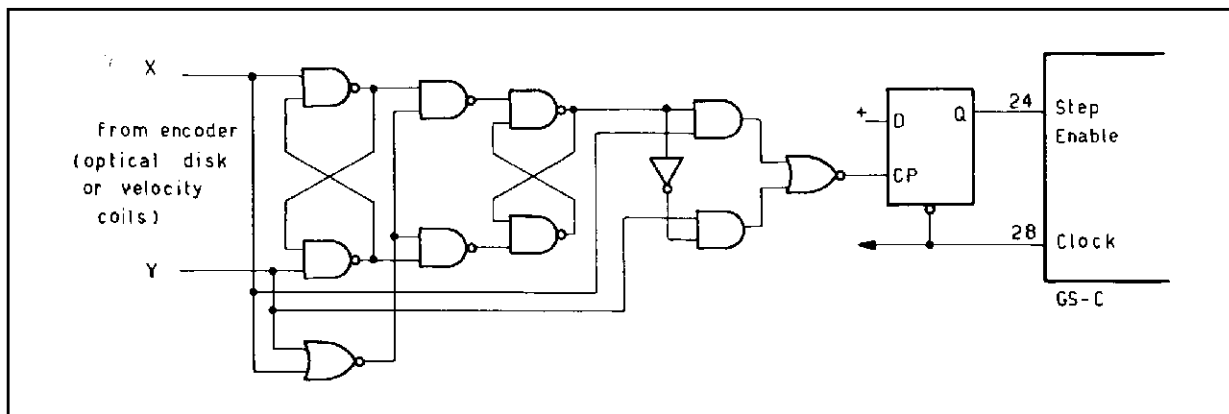 X
From encoder
(optical disk
or velocity
coils)
Y
+
D
Q
CP
24
Step
Enable
28
Clock
GS-C